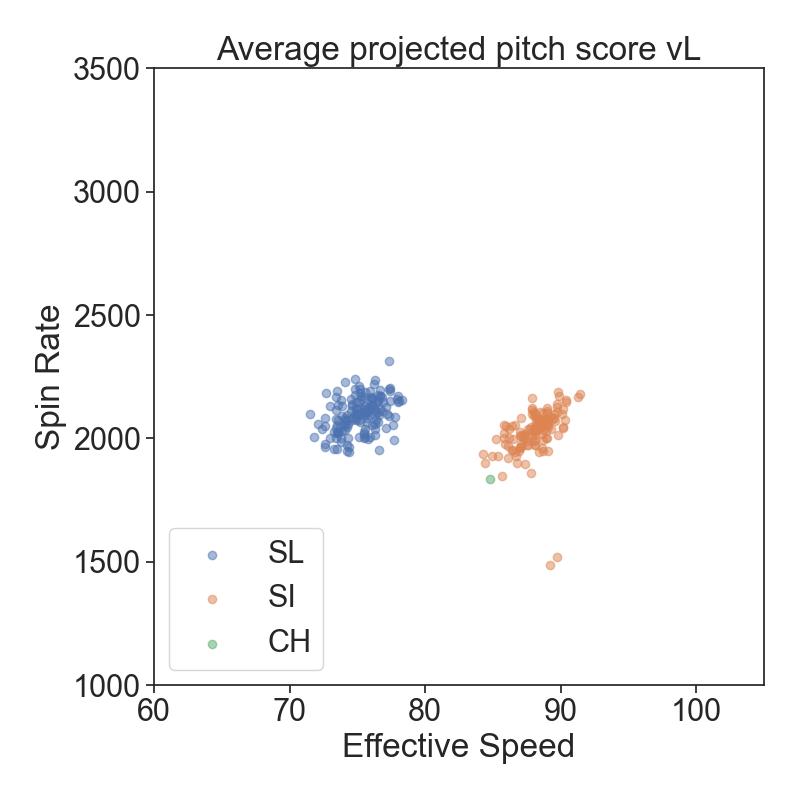 Average projected pitch score vL
3500
3000
2500
2000
1500
1000
Spin Rate
SL
SI
CH
60 70 80 90 100
Effective Speed